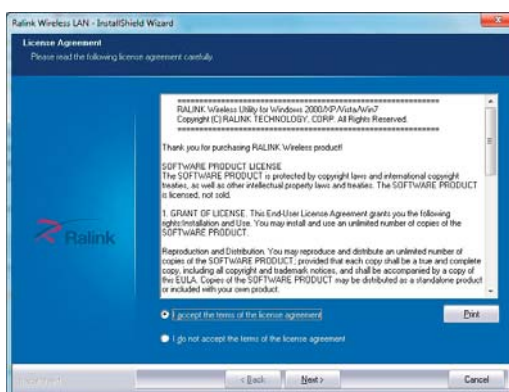 Ralink Wireless LAN - InstallShield Wizard
License Agreement
Please read the following license agreement carefully.
================================================
RALINK Wireless Utility for Windows 2000/XP/Vista/Win7
Copyright (C) RALINK TECHNOLOGY, CORP. All Rights Reserved.
================================================
Thank you for purchasing RALINK Wireless product!
SOFTWARE PRODUCT LICENSE
The SOFTWARE PRODUCT is protected by copyright laws and international copyright
treaties, as well as other intellectual property laws and treaties. The SOFTWARE PRODUCT
is licensed, not sold.
1. GRANT OF LICENSE. This End-User License Agreement grants you the following
rights:Installation and Use. You may install and use an unlimited number of copies of the
SOFTWARE PRODUCT.
Reproduction and Distribution. You may reproduce and distribute an unlimited number of
copies of the SOFTWARE PRODUCT; provided that each copy shall be a true and complete
copy, including all copyright and trademark notices, and shall be accompanied by a copy of
this EULA. Copies of the SOFTWARE PRODUCT may be distributed as a standalone product
or included with your own product.
Ralink
I accept the terms of the license agreement
Print
I do not accept the terms of the license agreement
InstallShield
< Back
Next >
Cancel